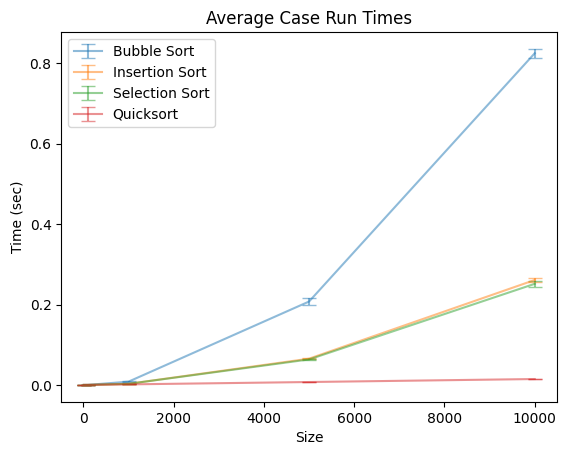 Average Case Run Times
Bubble Sort
Insertion Sort
Selection Sort
Quicksort
Time (sec)
0.8
0.6
0.4
0.2
0.0
0 2000 4000 6000 8000 10000
Size